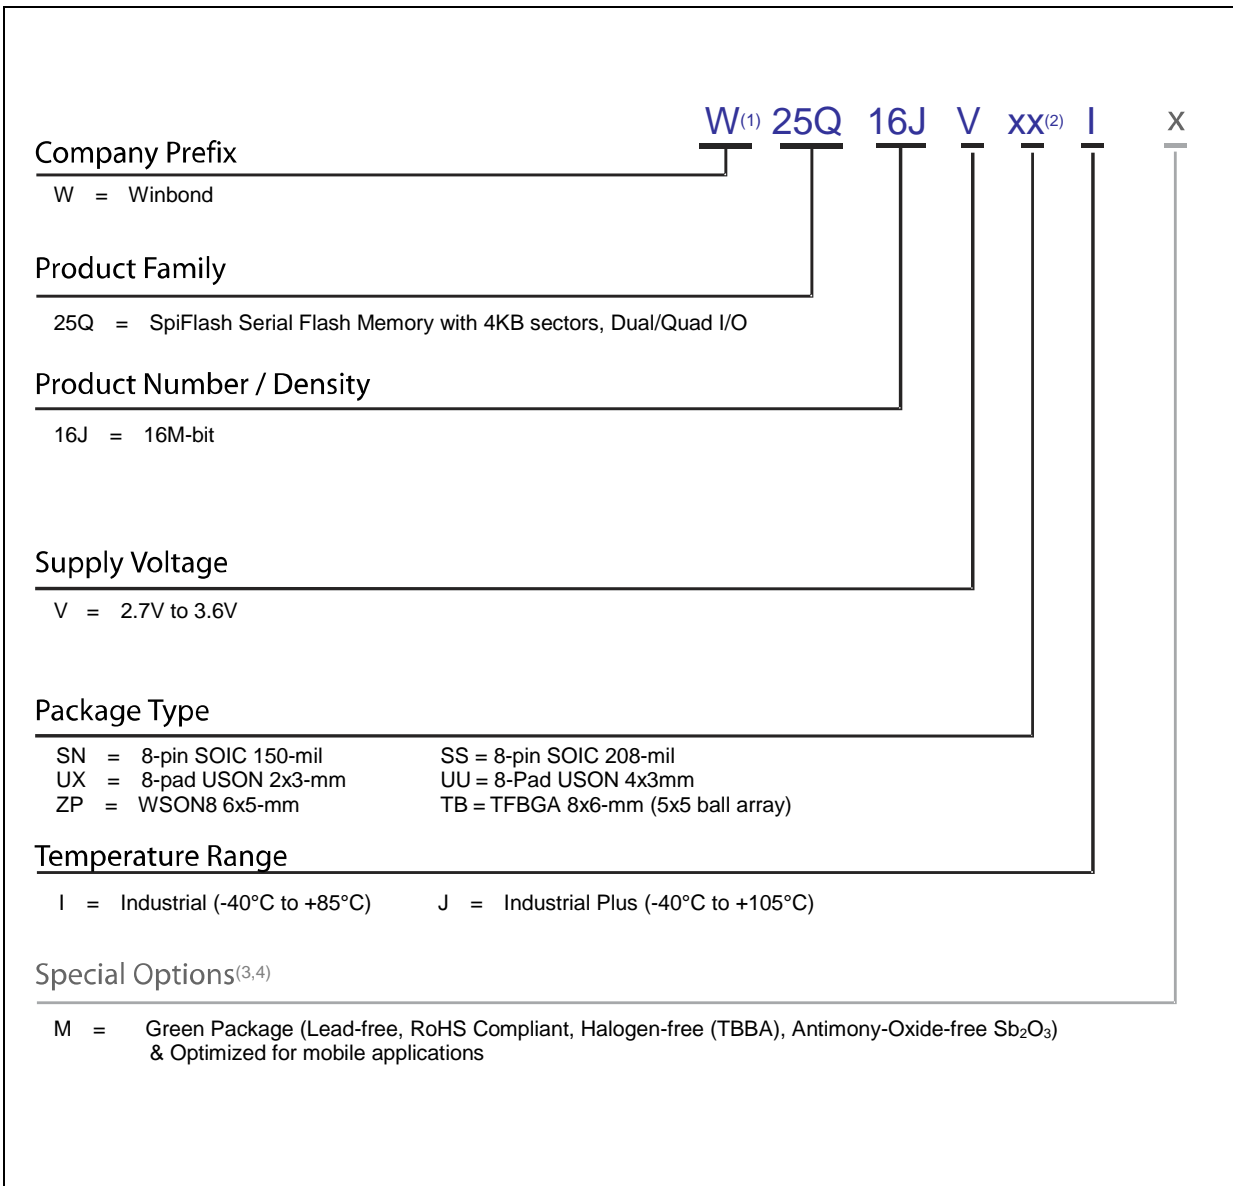 W(1) 25Q 16J V xx(2) I x
Company Prefix
W = Winbond
Product Family
25Q = SpiFlash Serial Flash Memory with 4KB sectors, Dual/Quad I/O
Product Number / Density
16J = 16M-bit
Supply Voltage
V = 2.7V to 3.6V
Package Type
SN = 8-pin SOIC 150-mil SS = 8-pin SOIC 208-mil
UX = 8-pad USON 2x3-mm UU = 8-Pad USON 4x3mm
ZP = WSON8 6x5-mm TB = TFBGA 8x6-mm (5x5 ball array)
Temperature Range
I = Industrial (-40°C to +85°C) J = Industrial Plus (-40°C to +105°C)
Special Options(3,4)
M = Green Package (Lead-free, RoHS Compliant, Halogen-free (TBBA), Antimony-Oxide-free Sb₂O₃)
& Optimized for mobile applications